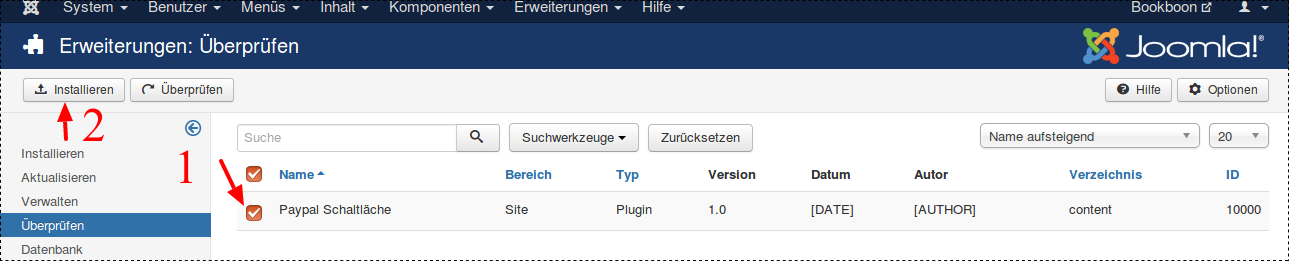 System Benutzer Menüs Inhalt Komponenten Erweiterungen Hilfe Bookboon
Erweiterungen: Überprüfen Joomla!®
Installieren Überprüfen Hilfe Optionen
2
1
Suche Suchwerkzeuge Zurücksetzen Name aufsteigend 20
Installieren
Aktualisieren
Verwalten
Überprüfen
Datenbank
Name Bereich Typ Version Datum Autor Verzeichnis ID
Paypal Schaltläche Site Plugin 1.0 [DATE] [AUTHOR] content 10000